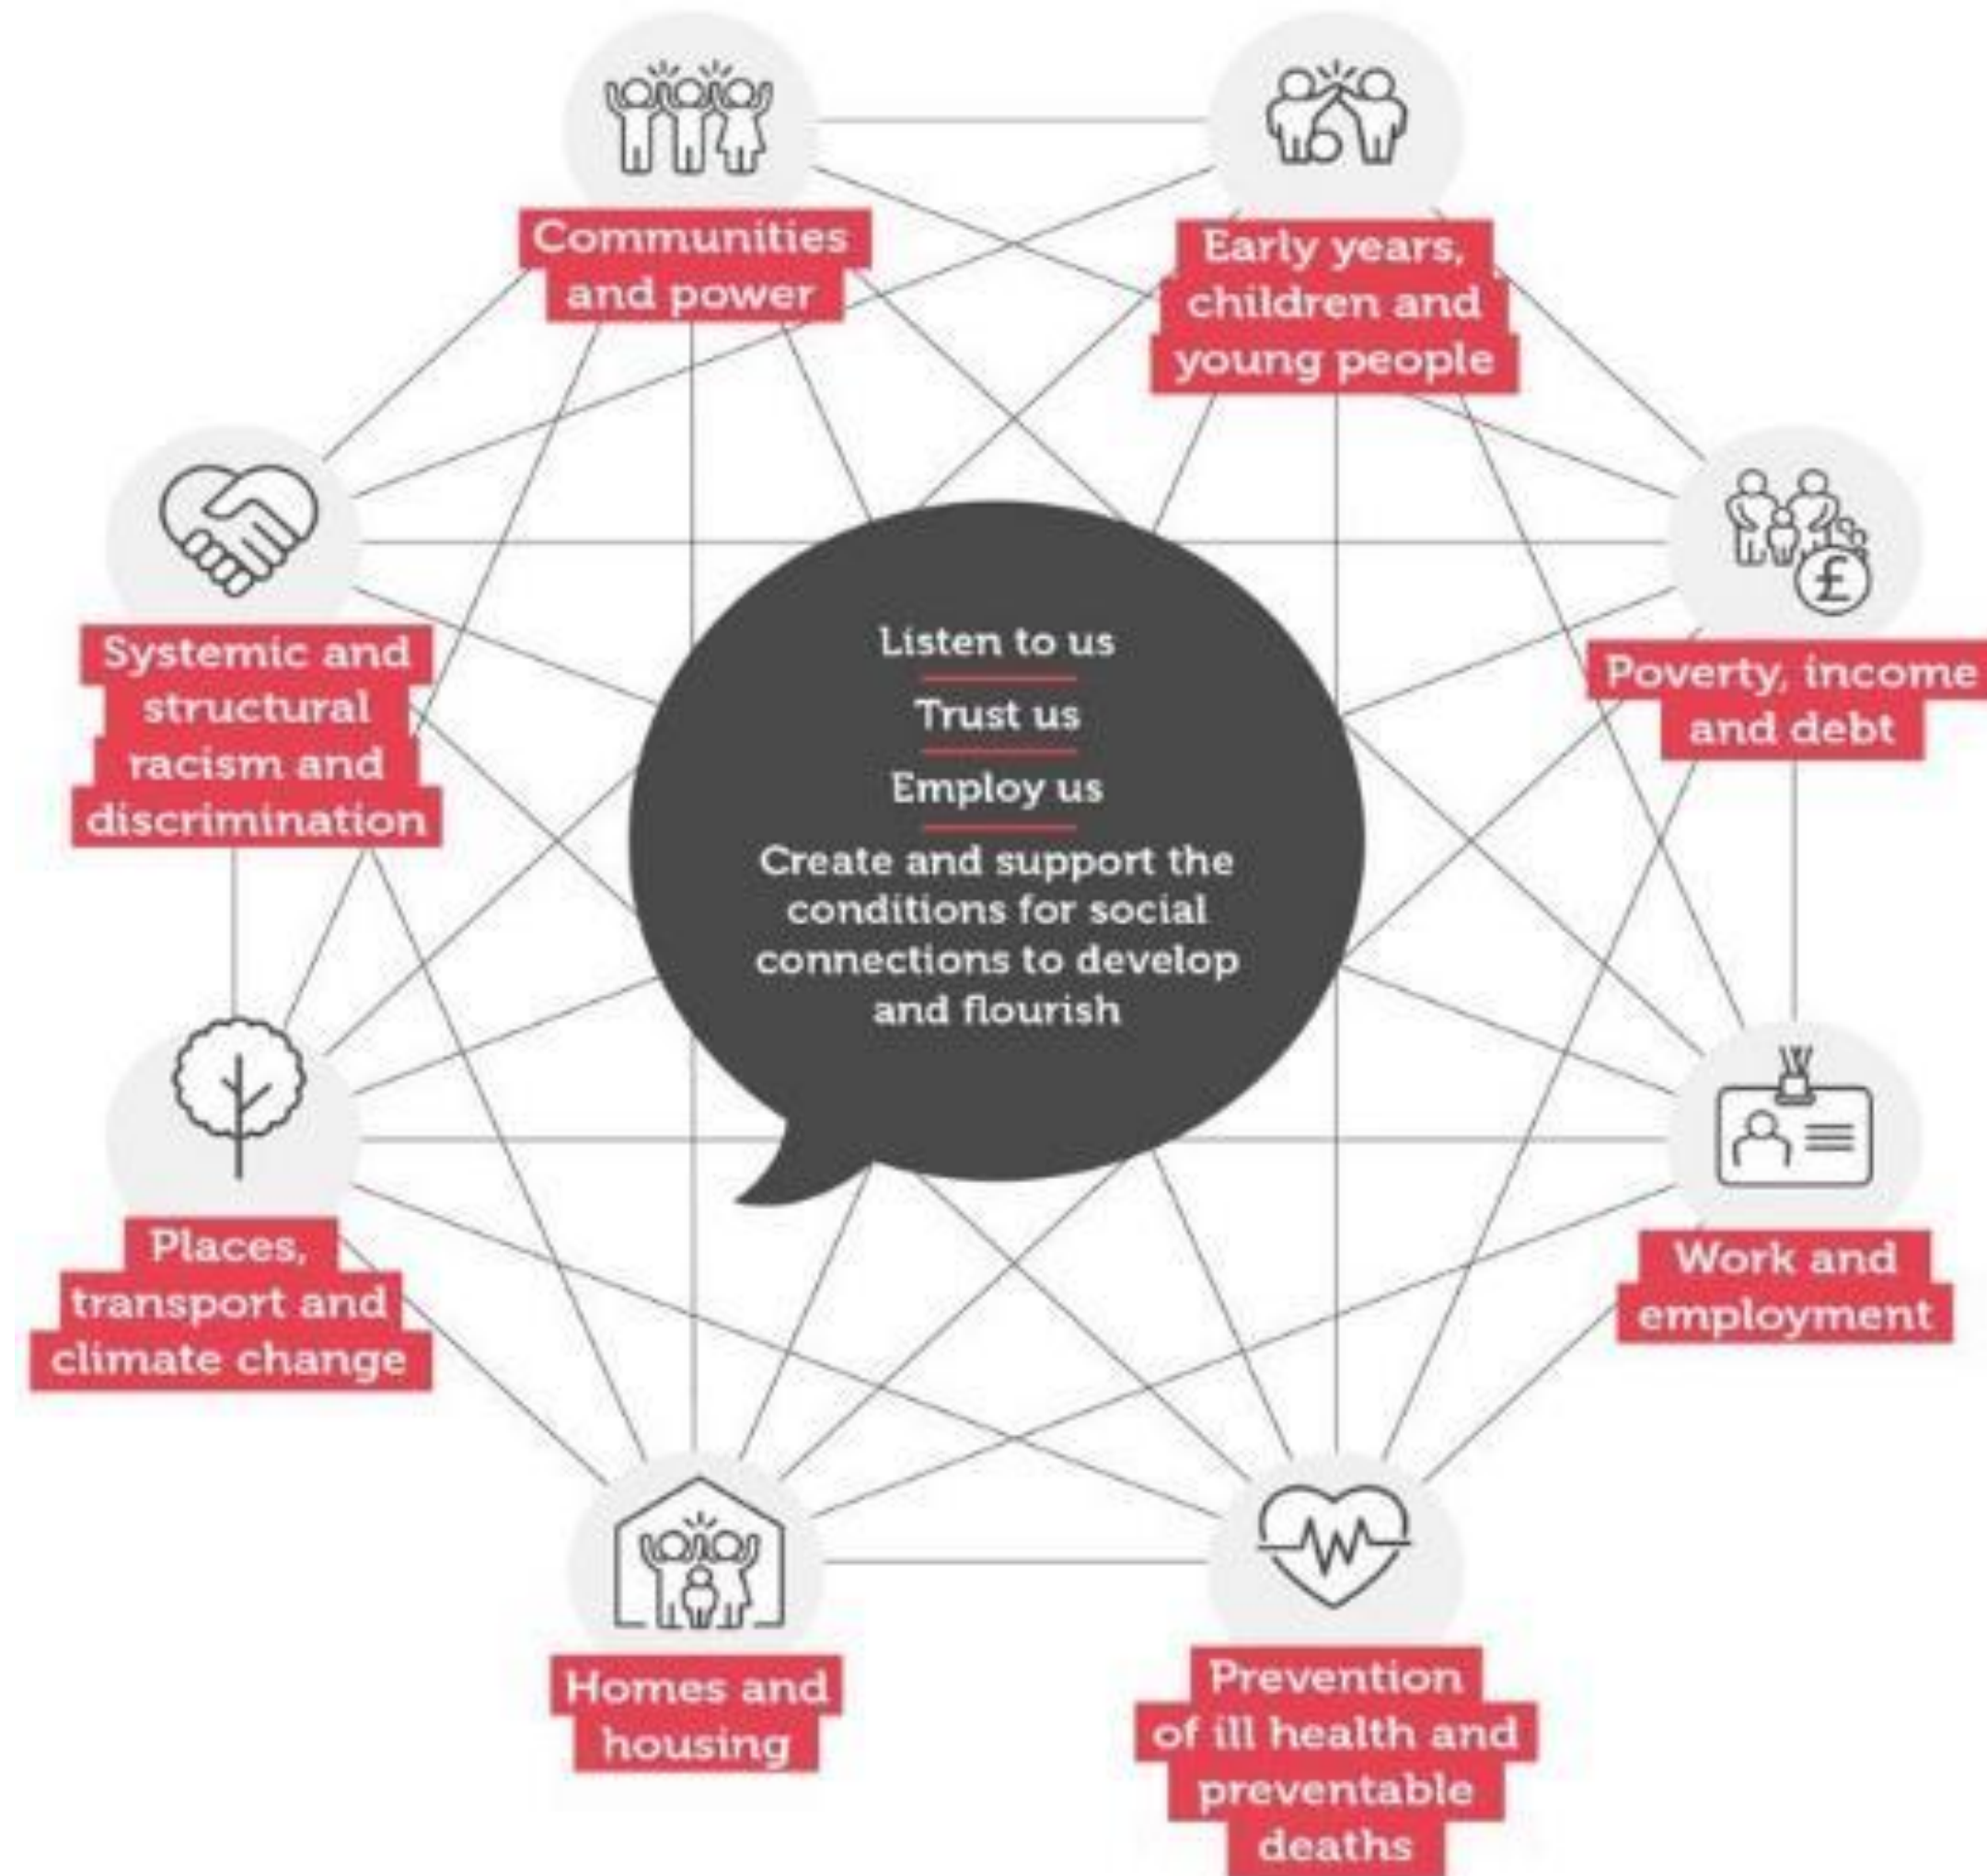 Communities
and power
Early years,
children and
young people
Systemic and
structural
racism and
discrimination
Listen to us
Trust us
Employ us
Create and support the
conditions for social
connections to develop
and flourish
£
Poverty, income
and debt
Places,
transport and
climate change
Work and
employment
Homes and
housing
Prevention
of ill health and
preventable
deaths